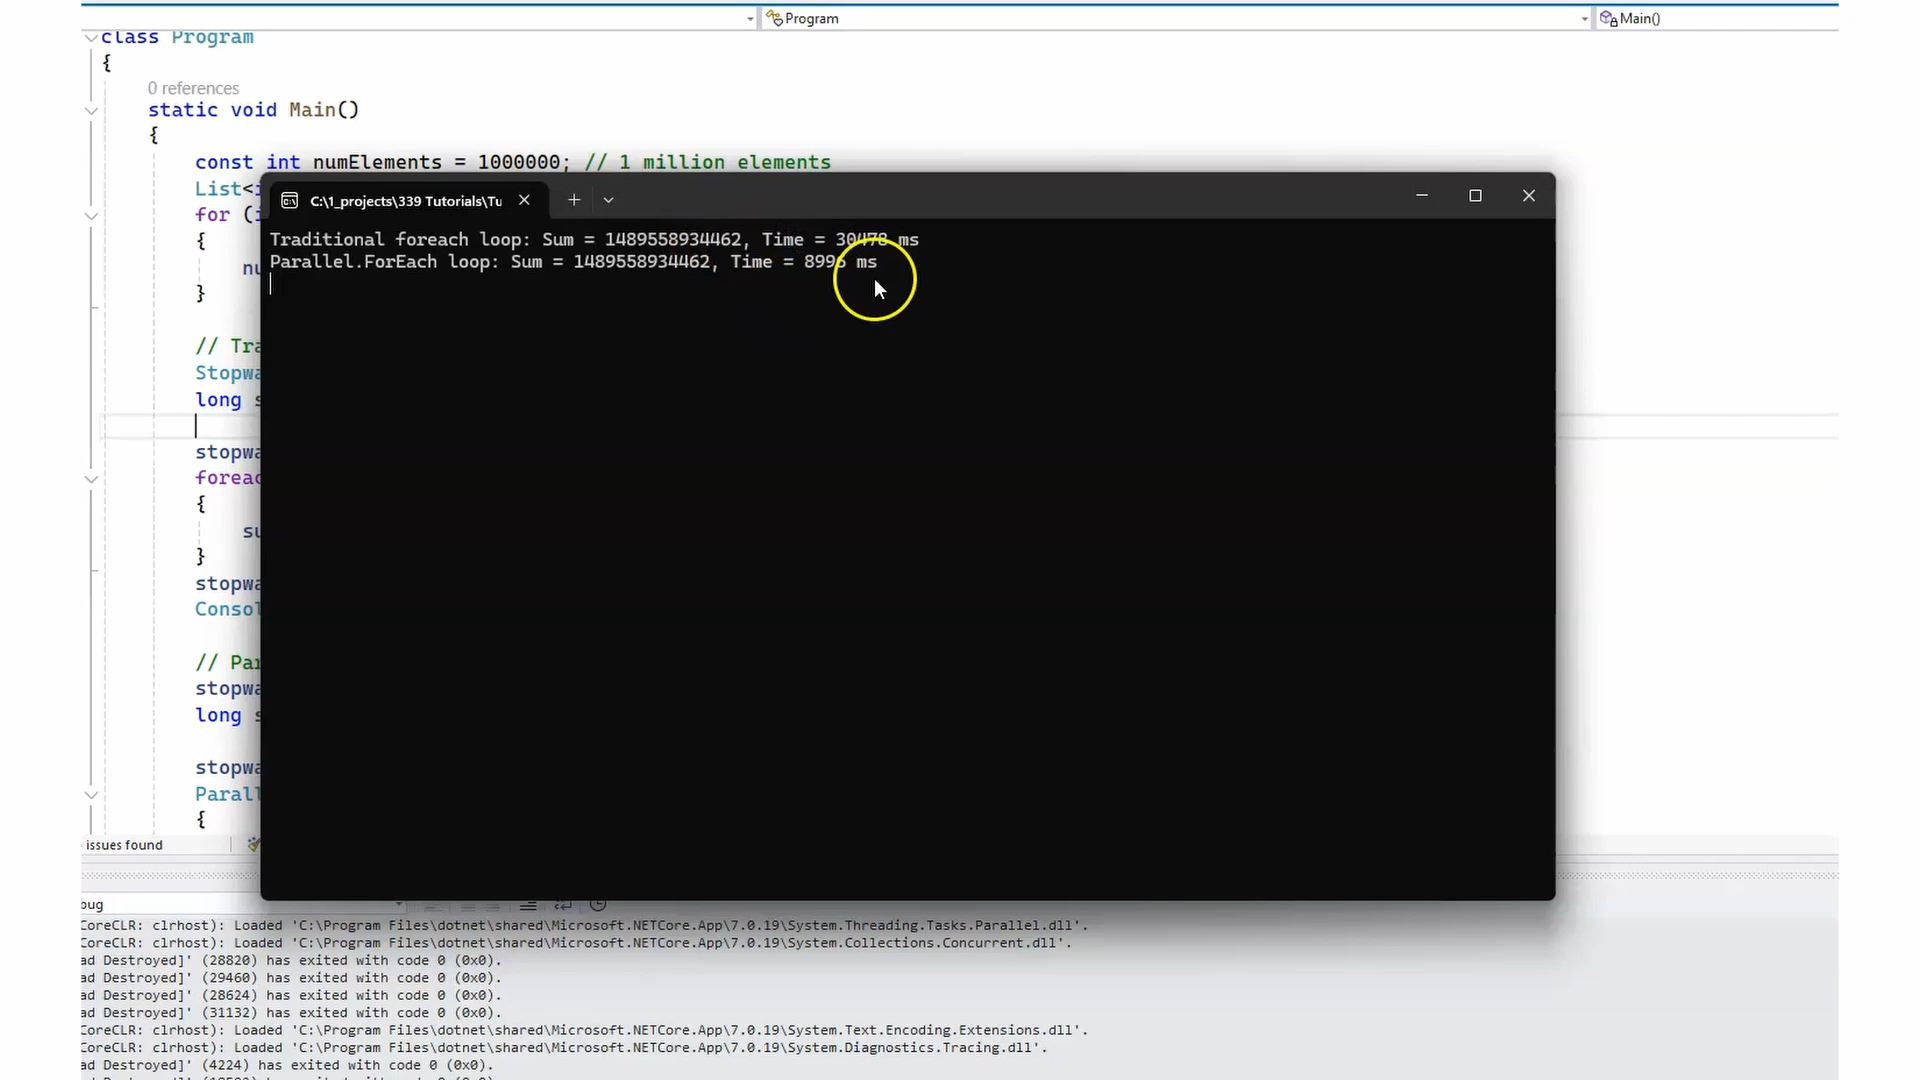 Program Main()
class Program
{
0 references
static void Main()
{
const int numElements = 1000000; // 1 million elements
List<i
for (i
{
nu
}
// Tra
Stopwa
long s
stopwa
foreac
{
su
}
stopwa
Consol
// Par
stopwa
long s
stopwa
Parall
{
C:\1_projects\339 Tutorials\Tu
Traditional foreach loop: Sum = 1489558934462, Time = 30478 ms
Parallel.ForEach loop: Sum = 1489558934462, Time = 8996 ms
issues found
bug
CoreCLR: clrhost): Loaded 'C:\Program Files\dotnet\shared\Microsoft.NETCore.App\7.0.19\System.Threading.Tasks.Parallel.dll'.
CoreCLR: clrhost): Loaded 'C:\Program Files\dotnet\shared\Microsoft.NETCore.App\7.0.19\System.Collections.Concurrent.dll'.
ad Destroyed]' (28820) has exited with code 0 (0x0).
ad Destroyed]' (29460) has exited with code 0 (0x0).
ad Destroyed]' (28624) has exited with code 0 (0x0).
ad Destroyed]' (31132) has exited with code 0 (0x0).
CoreCLR: clrhost): Loaded 'C:\Program Files\dotnet\shared\Microsoft.NETCore.App\7.0.19\System.Text.Encoding.Extensions.dll'.
CoreCLR: clrhost): Loaded 'C:\Program Files\dotnet\shared\Microsoft.NETCore.App\7.0.19\System.Diagnostics.Tracing.dll'.
ad Destroyed]' (4224) has exited with code 0 (0x0).